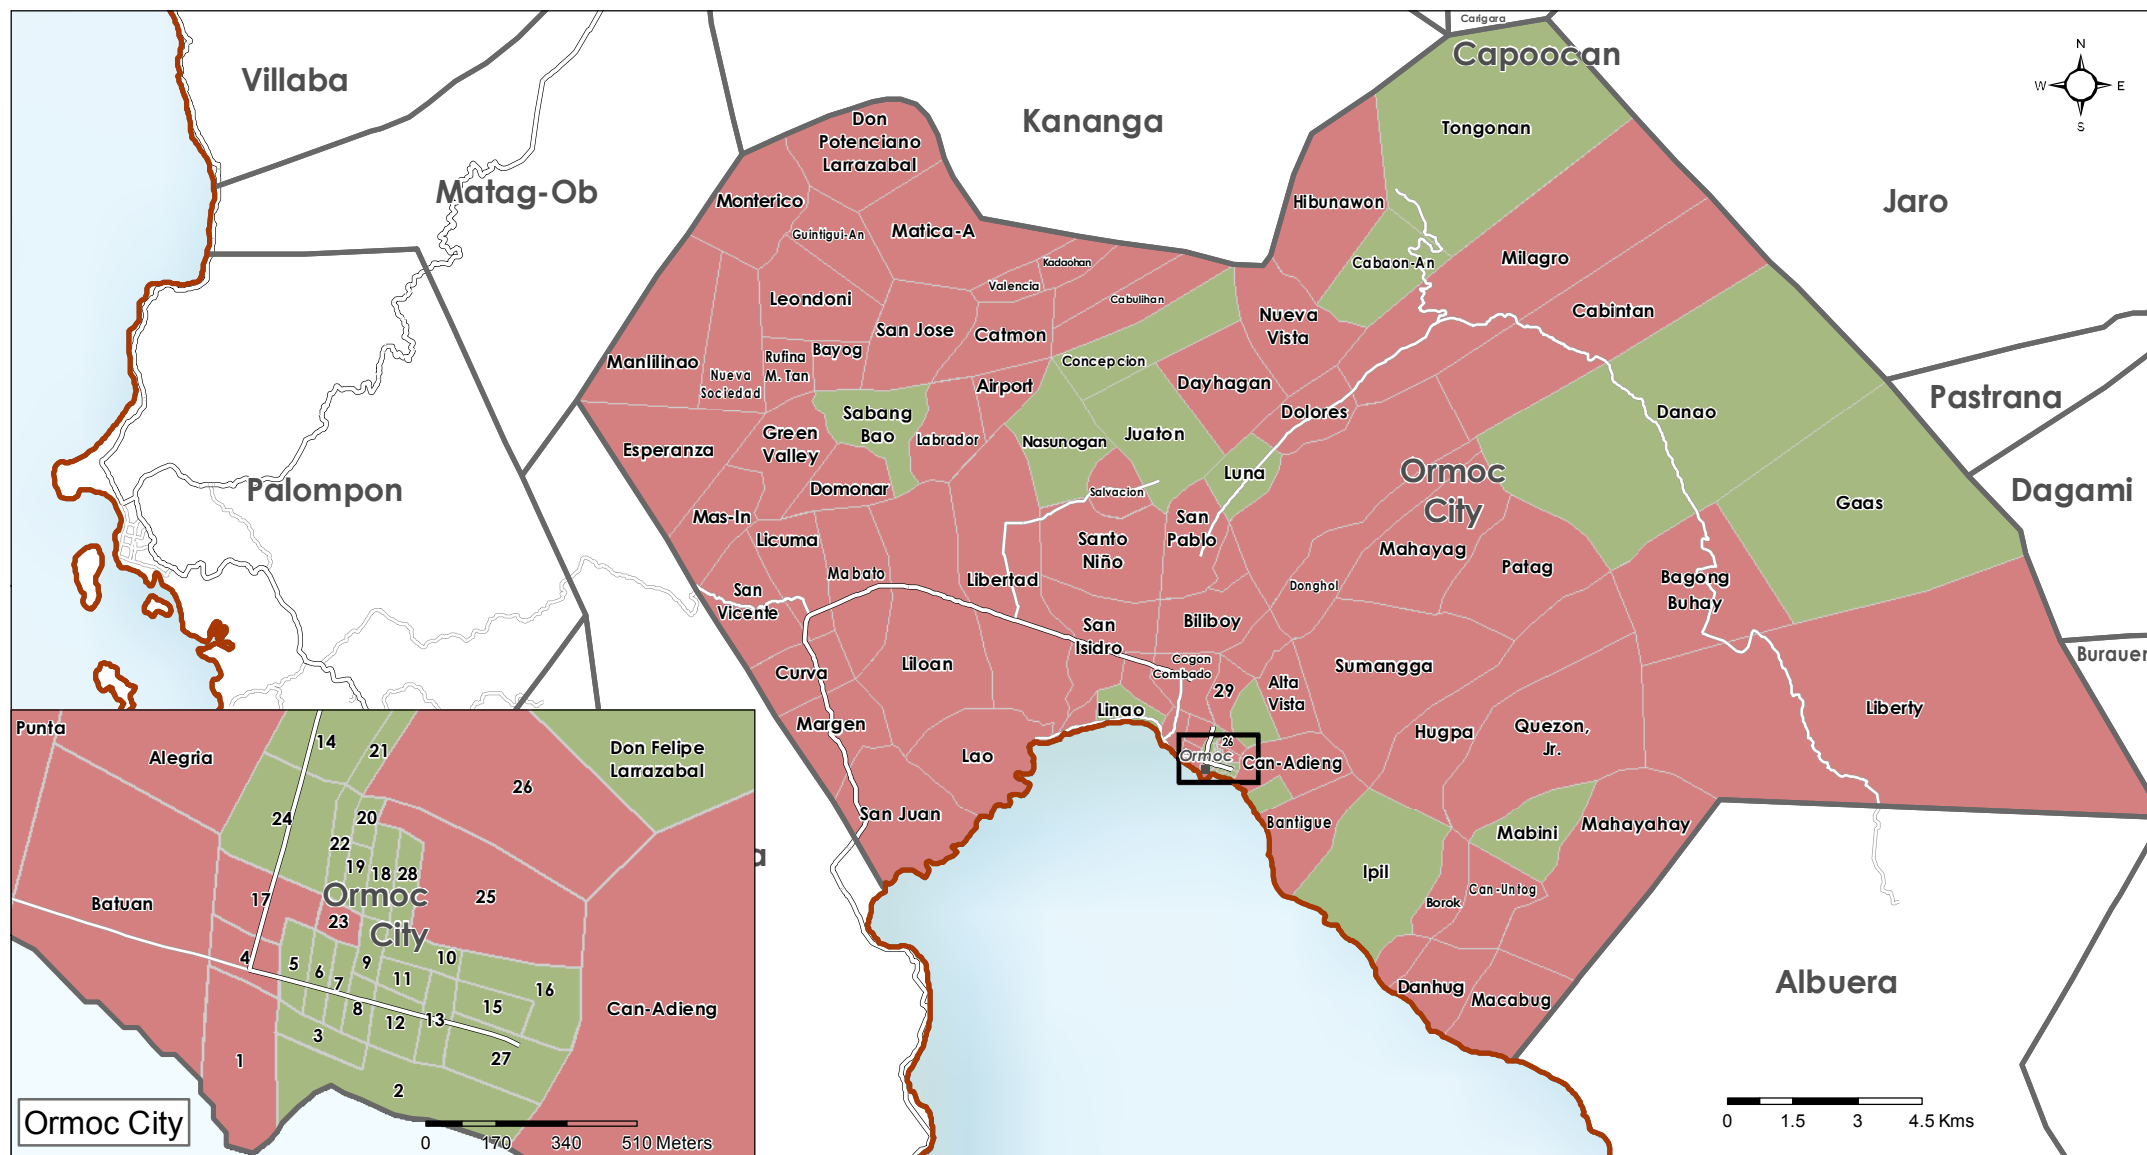 Carigara
Capoocan
Villaba
Kananga
Matag-Ob
Jaro
Palompon
Pastrana
Dagami
Burauen
Albuera
a
N
W
E
S
Don
Potenciano
Larrazabal
Tongonan
Monterico
Guintigui-An
Matica-A
Hibunawon
Kadaohan
Cabaon-An
Milagro
Valencia
Leondoni
Cabulihan
Cabintan
San Jose
Catmon
Nueva
Vista
Manlilinao
Nueva
Sociedad
Rufina
M. Tan
Bayog
Concepcion
Airport
Dayhagan
Dolores
Danao
Sabang
Bao
Green
Valley
Labrador
Nasunogan
Juaton
Esperanza
Luna
Ormoc
City
Domonar
Salvacion
Gaas
Mas-In
Licuma
San
Pablo
Santo
Niño
Mahayag
Patag
Mabato
Libertad
Donghol
Bagong
Buhay
San
Vicente
San
Isidro
Biliboy
Cogon
Combado
Sumangga
Curva
Liloan
29
Alta
Vista
Linao
Liberty
Margen
Hugpa
Quezon,
Jr.
Lao
26
Ormoc
Can-Adieng
San Juan
Bantigue
Mabini
Mahayahay
Ipil
Can-Untog
Borok
Danhug
Macabug
0 1.5 3 4.5 Kms
Punta
Alegria
14
21
Don Felipe
Larrazabal
26
24
20
22
19
18
28
25
Batuan
17
Ormoc
City
23
4
5
6
7
9
10
11
16
8
12
13
15
Can-Adieng
3
27
1
2
Ormoc City
0 170 340 510 Meters